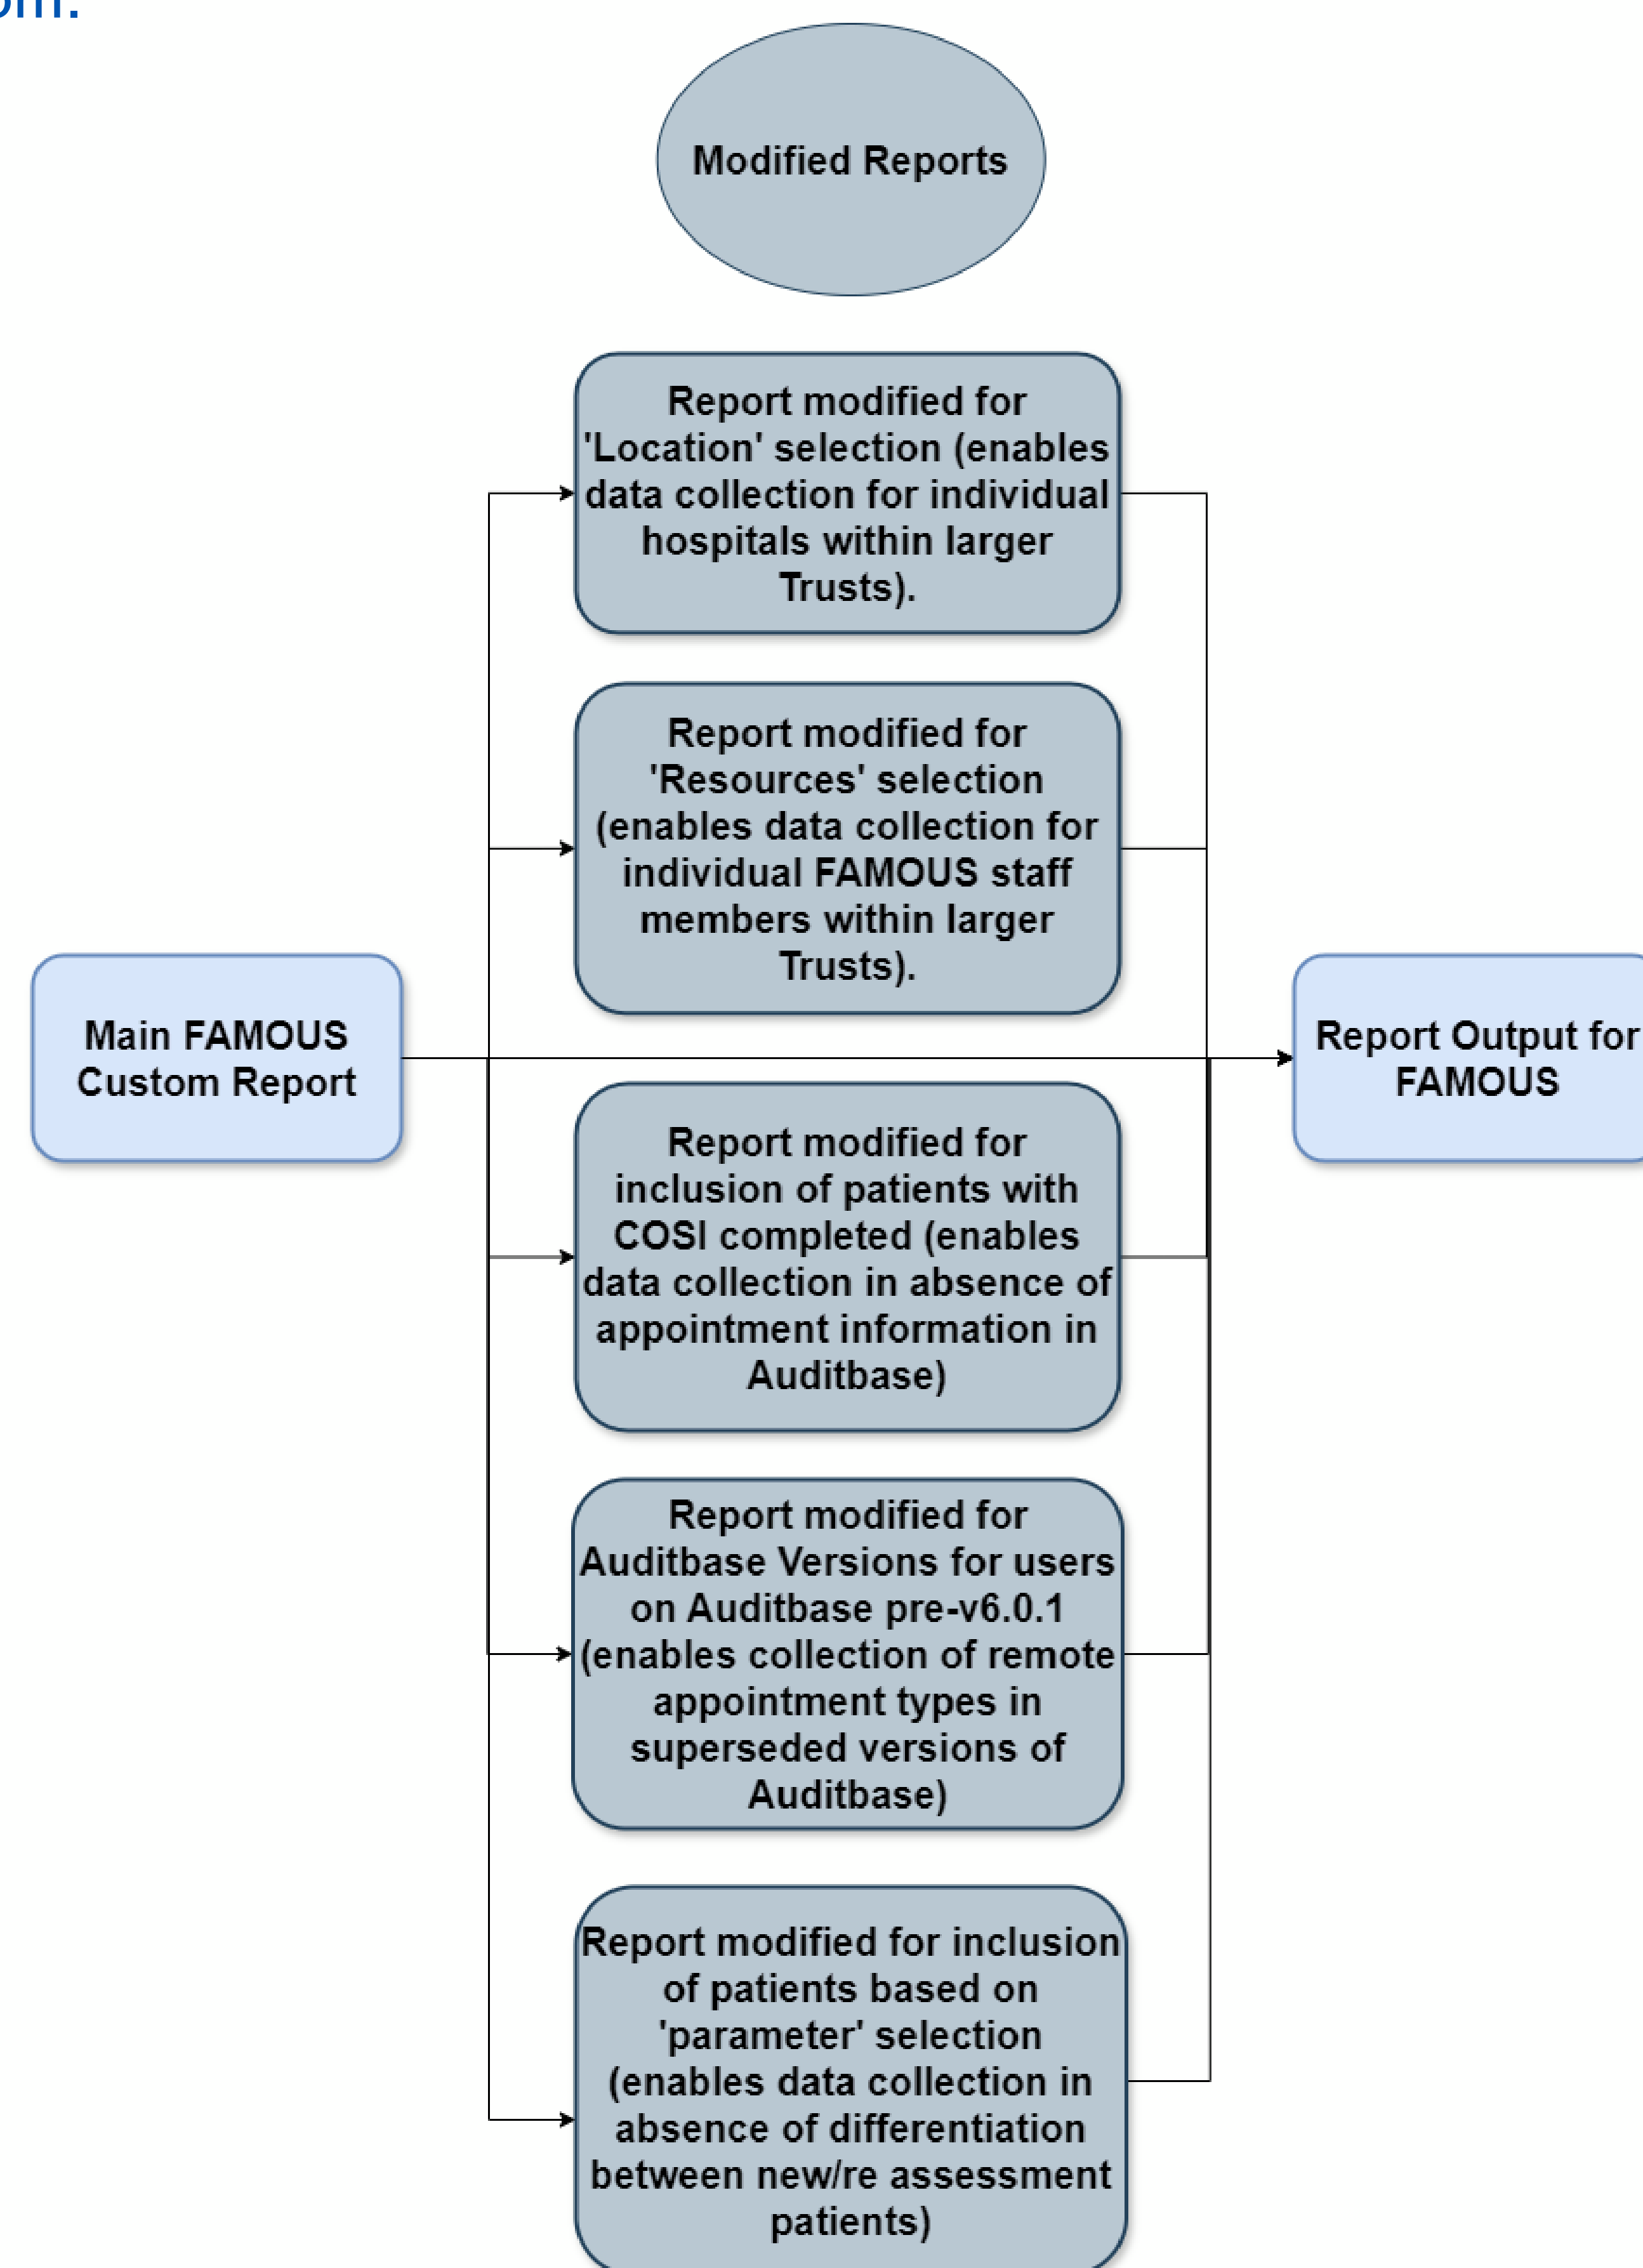 om.
Modified Reports
Report modified for
'Location' selection (enables
data collection for individual
hospitals within larger
Trusts).
Report modified for
'Resources' selection
(enables data collection for
individual FAMOUS staff
members within larger
Trusts).
Main FAMOUS
Custom Report
Report Output for
FAMOUS
Report modified for
inclusion of patients with
COSI completed (enables
data collection in absence of
appointment information in
Auditbase)
Report modified for
Auditbase Versions for users
on Auditbase pre-v6.0.1
(enables collection of remote
appointment types in
superseded versions of
Auditbase)
Report modified for inclusion
of patients based on
'parameter' selection
(enables data collection in
absence of differentiation
between new/re assessment
patients)